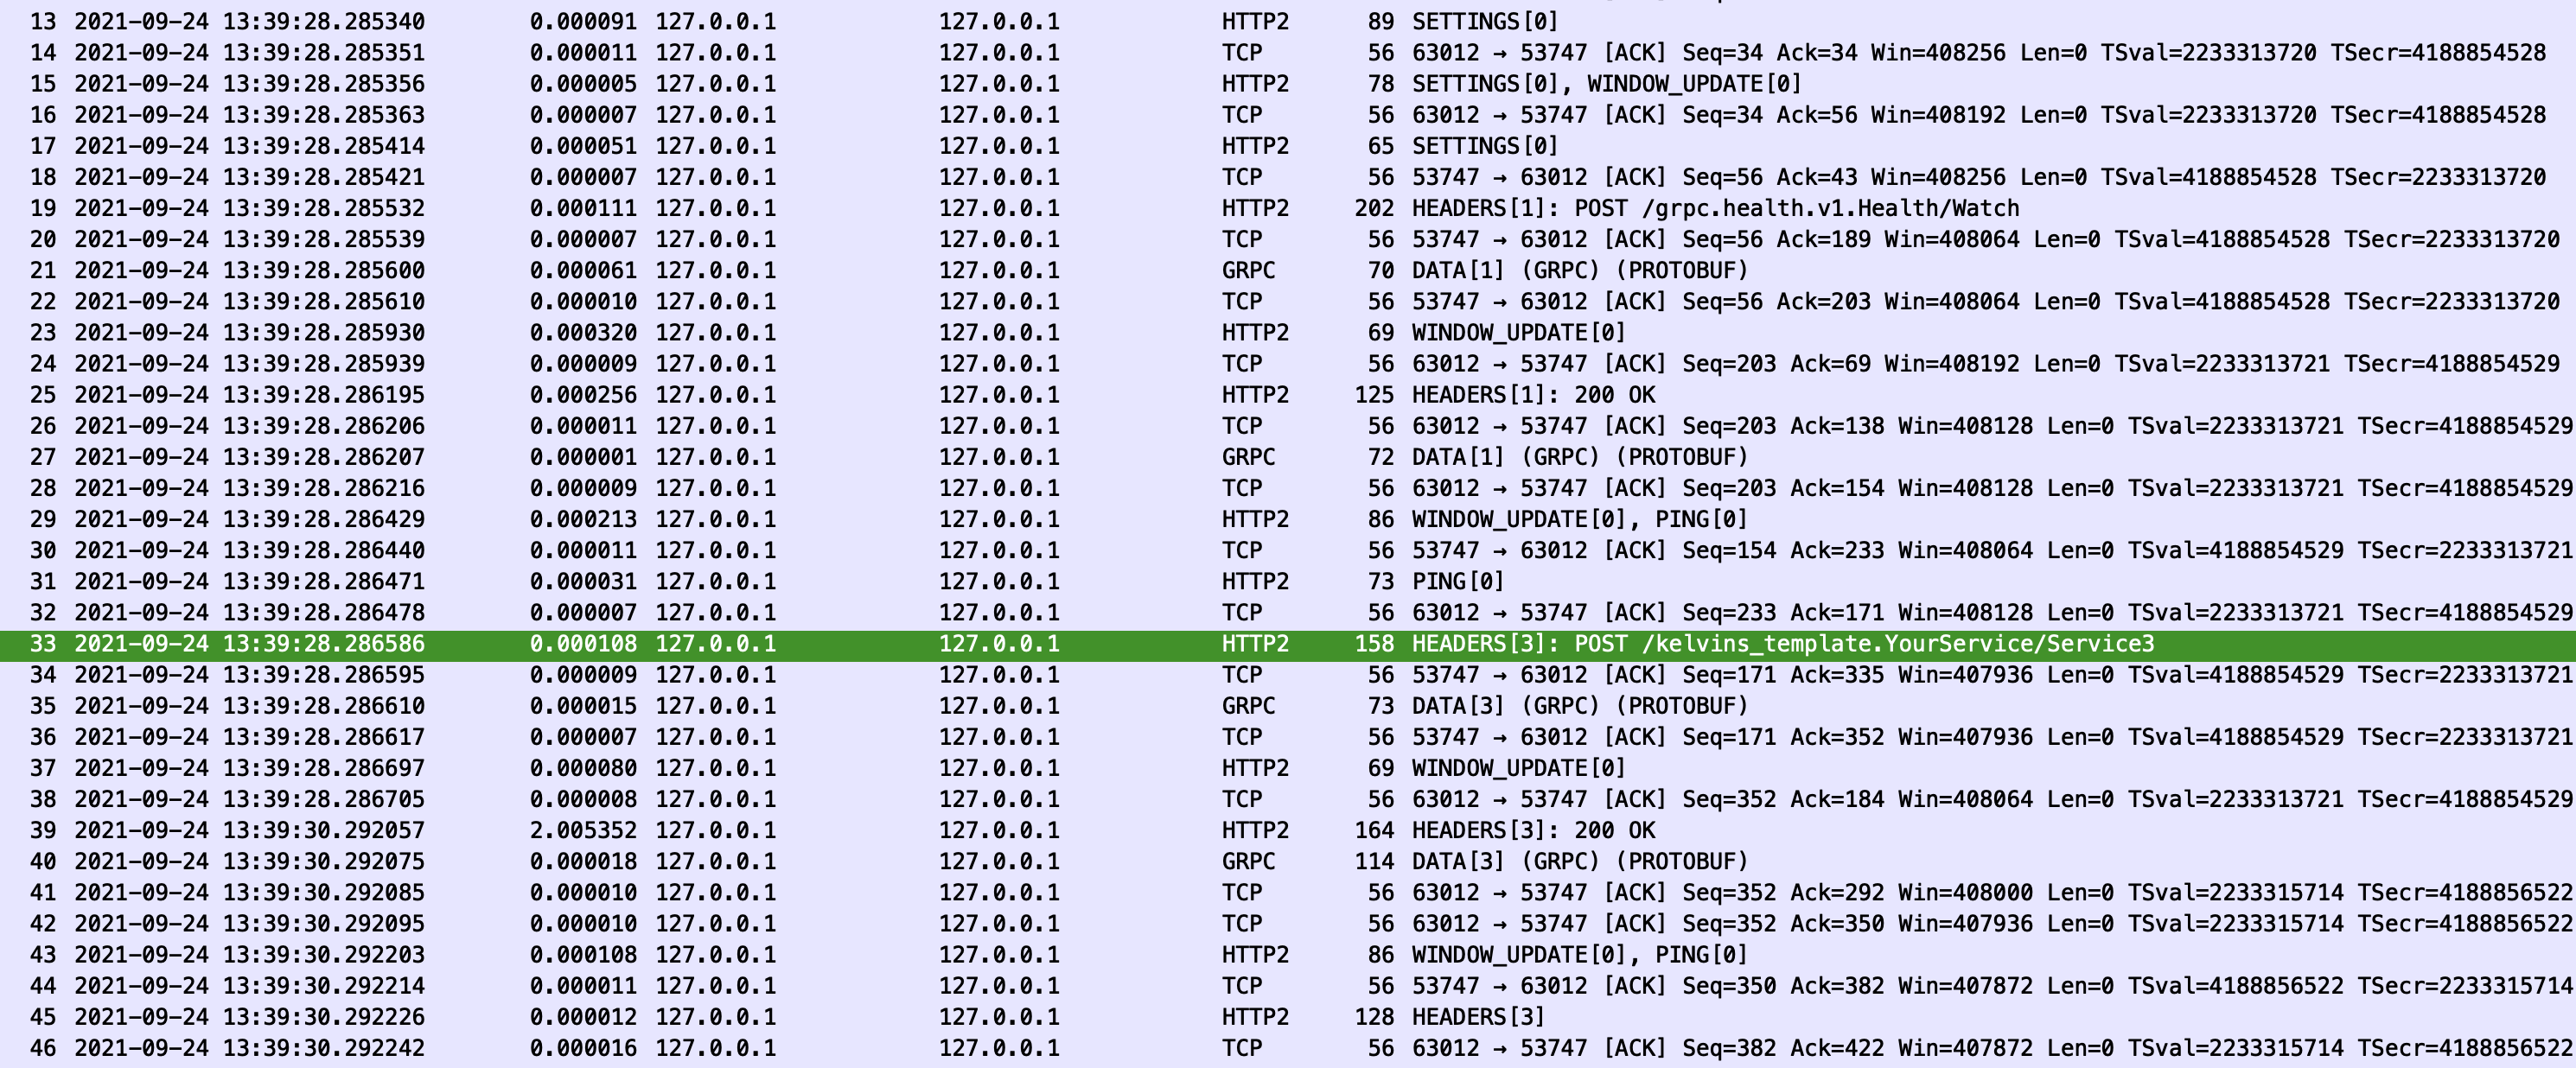 13 2021-09-24 13:39:28.285340 0.000091 127.0.0.1 127.0.0.1 HTTP2 89 SETTINGS[0]
14 2021-09-24 13:39:28.285351 0.000011 127.0.0.1 127.0.0.1 TCP 56 63012 → 53747 [ACK] Seq=34 Ack=34 Win=408256 Len=0 TSval=2233313720 TSecr=4188854528
15 2021-09-24 13:39:28.285356 0.000005 127.0.0.1 127.0.0.1 HTTP2 78 SETTINGS[0], WINDOW_UPDATE[0]
16 2021-09-24 13:39:28.285363 0.000007 127.0.0.1 127.0.0.1 TCP 56 63012 → 53747 [ACK] Seq=34 Ack=56 Win=408192 Len=0 TSval=2233313720 TSecr=4188854528
17 2021-09-24 13:39:28.285414 0.000051 127.0.0.1 127.0.0.1 HTTP2 65 SETTINGS[0]
18 2021-09-24 13:39:28.285421 0.000007 127.0.0.1 127.0.0.1 TCP 56 53747 → 63012 [ACK] Seq=56 Ack=43 Win=408256 Len=0 TSval=4188854528 TSecr=2233313720
19 2021-09-24 13:39:28.285532 0.000111 127.0.0.1 127.0.0.1 HTTP2 202 HEADERS[1]: POST /grpc.health.v1.Health/Watch
20 2021-09-24 13:39:28.285539 0.000007 127.0.0.1 127.0.0.1 TCP 56 53747 → 63012 [ACK] Seq=56 Ack=189 Win=408064 Len=0 TSval=4188854528 TSecr=2233313720
21 2021-09-24 13:39:28.285600 0.000061 127.0.0.1 127.0.0.1 GRPC 70 DATA[1] (GRPC) (PROTOBUF)
22 2021-09-24 13:39:28.285610 0.000010 127.0.0.1 127.0.0.1 TCP 56 53747 → 63012 [ACK] Seq=56 Ack=203 Win=408064 Len=0 TSval=4188854528 TSecr=2233313720
23 2021-09-24 13:39:28.285930 0.000320 127.0.0.1 127.0.0.1 HTTP2 69 WINDOW_UPDATE[0]
24 2021-09-24 13:39:28.285939 0.000009 127.0.0.1 127.0.0.1 TCP 56 63012 → 53747 [ACK] Seq=203 Ack=69 Win=408192 Len=0 TSval=2233313721 TSecr=4188854529
25 2021-09-24 13:39:28.286195 0.000256 127.0.0.1 127.0.0.1 HTTP2 125 HEADERS[1]: 200 OK
26 2021-09-24 13:39:28.286206 0.000011 127.0.0.1 127.0.0.1 TCP 56 63012 → 53747 [ACK] Seq=203 Ack=138 Win=408128 Len=0 TSval=2233313721 TSecr=4188854529
27 2021-09-24 13:39:28.286207 0.000001 127.0.0.1 127.0.0.1 GRPC 72 DATA[1] (GRPC) (PROTOBUF)
28 2021-09-24 13:39:28.286216 0.000009 127.0.0.1 127.0.0.1 TCP 56 63012 → 53747 [ACK] Seq=203 Ack=154 Win=408128 Len=0 TSval=2233313721 TSecr=4188854529
29 2021-09-24 13:39:28.286429 0.000213 127.0.0.1 127.0.0.1 HTTP2 86 WINDOW_UPDATE[0], PING[0]
30 2021-09-24 13:39:28.286440 0.000011 127.0.0.1 127.0.0.1 TCP 56 53747 → 63012 [ACK] Seq=154 Ack=233 Win=408064 Len=0 TSval=4188854529 TSecr=2233313721
31 2021-09-24 13:39:28.286471 0.000031 127.0.0.1 127.0.0.1 HTTP2 73 PING[0]
32 2021-09-24 13:39:28.286478 0.000007 127.0.0.1 127.0.0.1 TCP 56 63012 → 53747 [ACK] Seq=233 Ack=171 Win=408128 Len=0 TSval=2233313721 TSecr=4188854529
33 2021-09-24 13:39:28.286586 0.000108 127.0.0.1 127.0.0.1 HTTP2 158 HEADERS[3]: POST /kelvins_template.YourService/Service3
34 2021-09-24 13:39:28.286595 0.000009 127.0.0.1 127.0.0.1 TCP 56 53747 → 63012 [ACK] Seq=171 Ack=335 Win=407936 Len=0 TSval=4188854529 TSecr=2233313721
35 2021-09-24 13:39:28.286610 0.000015 127.0.0.1 127.0.0.1 GRPC 73 DATA[3] (GRPC) (PROTOBUF)
36 2021-09-24 13:39:28.286617 0.000007 127.0.0.1 127.0.0.1 TCP 56 53747 → 63012 [ACK] Seq=171 Ack=352 Win=407936 Len=0 TSval=4188854529 TSecr=2233313721
37 2021-09-24 13:39:28.286697 0.000080 127.0.0.1 127.0.0.1 HTTP2 69 WINDOW_UPDATE[0]
38 2021-09-24 13:39:28.286705 0.000008 127.0.0.1 127.0.0.1 TCP 56 63012 → 53747 [ACK] Seq=352 Ack=184 Win=408064 Len=0 TSval=2233313721 TSecr=4188854529
39 2021-09-24 13:39:30.292057 2.005352 127.0.0.1 127.0.0.1 HTTP2 164 HEADERS[3]: 200 OK
40 2021-09-24 13:39:30.292075 0.000018 127.0.0.1 127.0.0.1 GRPC 114 DATA[3] (GRPC) (PROTOBUF)
41 2021-09-24 13:39:30.292085 0.000010 127.0.0.1 127.0.0.1 TCP 56 63012 → 53747 [ACK] Seq=352 Ack=292 Win=408000 Len=0 TSval=2233315714 TSecr=4188856522
42 2021-09-24 13:39:30.292095 0.000010 127.0.0.1 127.0.0.1 TCP 56 63012 → 53747 [ACK] Seq=352 Ack=350 Win=407936 Len=0 TSval=2233315714 TSecr=4188856522
43 2021-09-24 13:39:30.292203 0.000108 127.0.0.1 127.0.0.1 HTTP2 86 WINDOW_UPDATE[0], PING[0]
44 2021-09-24 13:39:30.292214 0.000011 127.0.0.1 127.0.0.1 TCP 56 53747 → 63012 [ACK] Seq=350 Ack=382 Win=407872 Len=0 TSval=4188856522 TSecr=2233315714
45 2021-09-24 13:39:30.292226 0.000012 127.0.0.1 127.0.0.1 HTTP2 128 HEADERS[3]
46 2021-09-24 13:39:30.292242 0.000016 127.0.0.1 127.0.0.1 TCP 56 63012 → 53747 [ACK] Seq=382 Ack=422 Win=407872 Len=0 TSval=2233315714 TSecr=4188856522